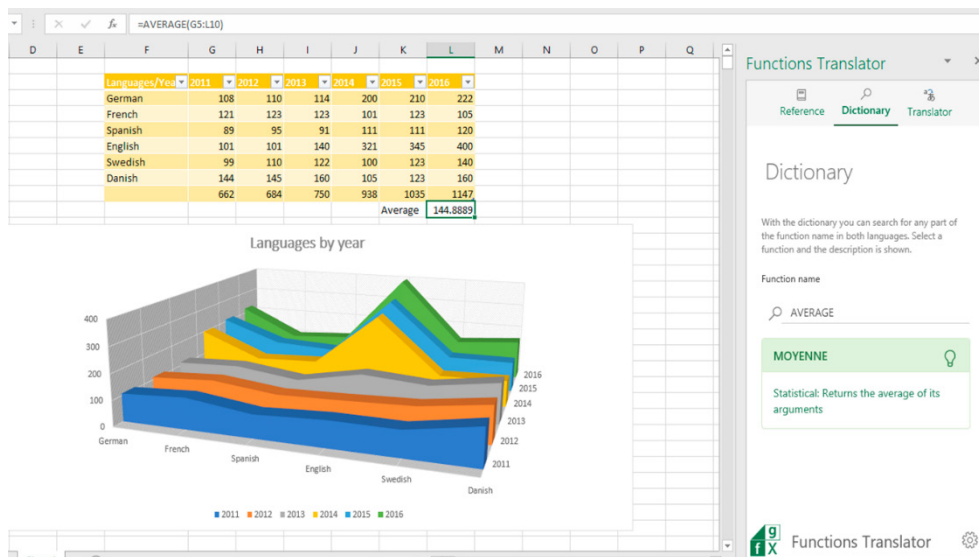 fx =AVERAGE(G5:L10)
D E F G H I J K L M N O P Q
Languages/Yea 2011 2012 2013 2014 2015 2016
German 108 110 114 200 210 222
French 121 123 123 101 123 105
Spanish 89 95 91 111 111 120
English 101 101 140 321 345 400
Swedish 99 110 122 100 123 140
Danish 144 145 160 105 123 160
662 684 750 938 1035 1147
Average 144.8889
Languages by year
400
300
200
100
0
German
French
Spanish
English
Swedish
Danish
2016
2015
2014
2013
2012
2011
2011 2012 2013 2014 2015 2016
Functions Translator
Reference Dictionary Translator
Dictionary
With the dictionary you can search for any part of
the function name in both languages. Select a
function and the description is shown.
Function name
AVERAGE
MOYENNE
Statistical: Returns the average of its
arguments
g
f X
Functions Translator